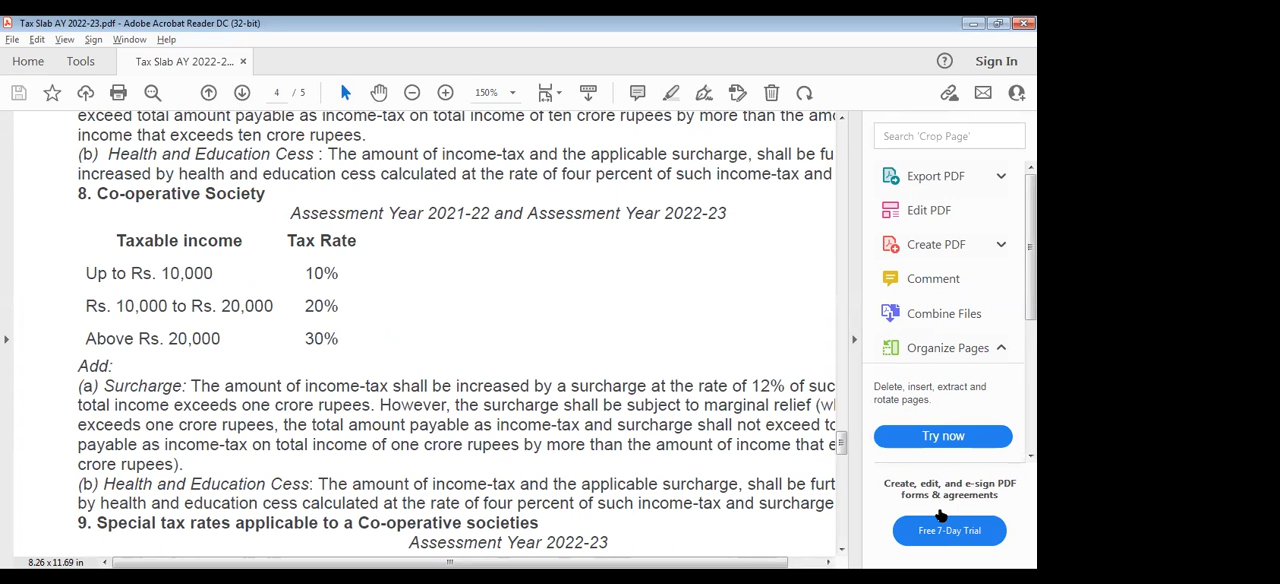 Tax Slab AY 2022-23.pdf - Adobe Acrobat Reader DC (32-bit)
File Edit View Sign Window Help
Home Tools Tax Slab AY 2022-2... × Sign In
4 / 5 150%
exceed total amount payable as income-tax on total income of ten crore rupees by more than the
income that exceeds ten crore rupees.
(b) Health and Education Cess : The amount of income-tax and the applicable surcharge, shall be fu
increased by health and education cess calculated at the rate of four percent of such income-tax and
8. Co-operative Society
Assessment Year 2021-22 and Assessment Year 2022-23
Taxable income Tax Rate
Up to Rs. 10,000 10%
Rs. 10,000 to Rs. 20,000 20%
Above Rs. 20,000 30%
Add:
(a) Surcharge: The amount of income-tax shall be increased by a surcharge at the rate of 12% of suc
total income exceeds one crore rupees. However, the surcharge shall be subject to marginal relief (w
exceeds one crore rupees, the total amount payable as income-tax and surcharge shall not exceed to
payable as income-tax on total income of one crore rupees by more than the amount of income that e
crore rupees).
(b) Health and Education Cess: The amount of income-tax and the applicable surcharge, shall be furt
by health and education cess calculated at the rate of four percent of such income-tax and surcharge
9. Special tax rates applicable to a Co-operative societies
Assessment Year 2022-23
8.26 x 11.69 in
Search 'Crop Page'
Export PDF
Edit PDF
Create PDF
Comment
Combine Files
Organize Pages
Delete, insert, extract and
rotate pages.
Try now
Create, edit, and e-sign PDF
forms & agreements
Free 7-Day Trial